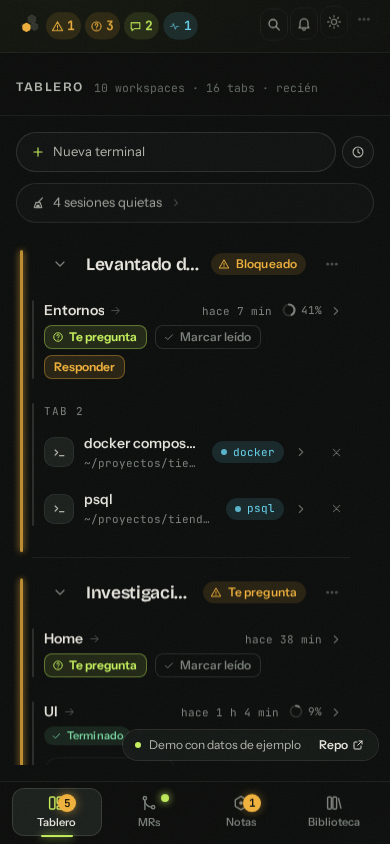 1 3 2 1
TABLERO 10 workspaces · 16 tabs · recién
Nueva terminal
4 sesiones quietas
Levantado d... Bloqueado
Entornos hace 7 min 41%
Te pregunta Marcar leído
Responder
TAB 2
docker compos... docker
~/proyectos/tie…
psql psql
~/proyectos/tiend…
Investigaci... Te pregunta
Home hace 38 min
Te pregunta Marcar leído
UI hace 1 h 4 min 9%
Terminado
Demo con datos de ejemplo Repo
5 1
Tablero MRs Notas Biblioteca